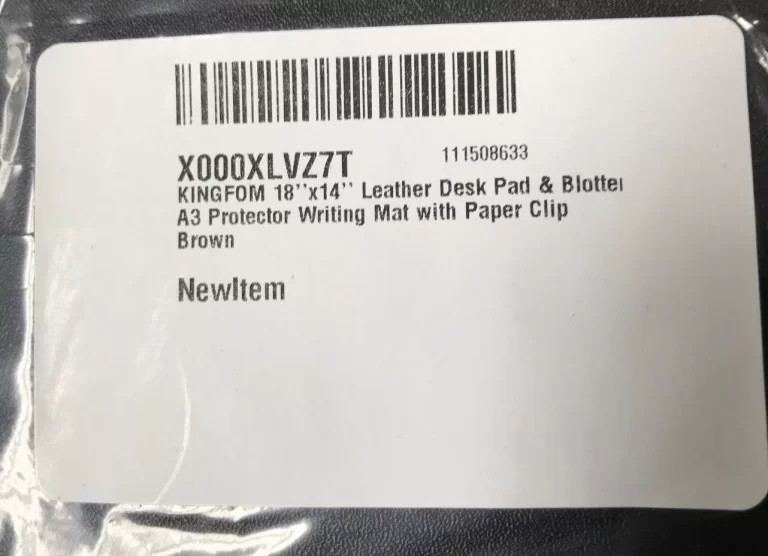 X000XLVZ7T 111508633
KINGFOM 18''x14'' Leather Desk Pad & Blotter
A3 Protector Writing Mat with Paper Clip
Brown
NewItem